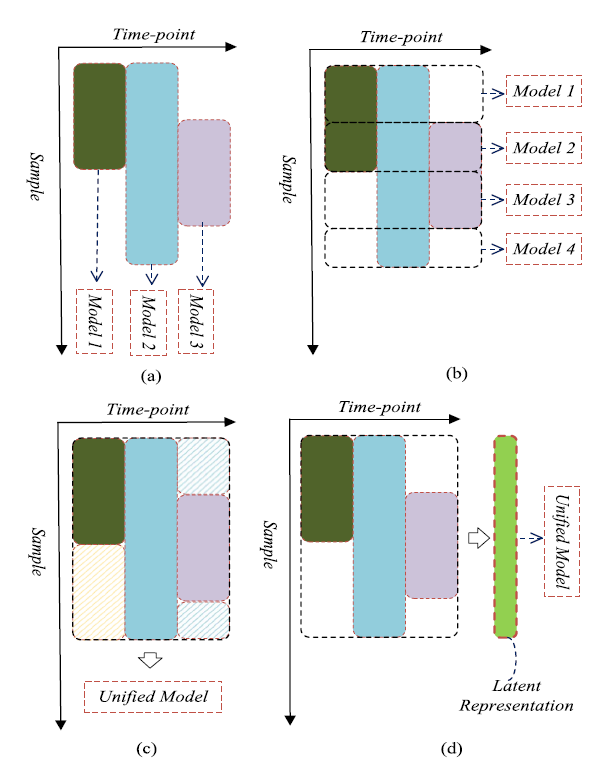 Time-point
Sample
Model 1
Model 2
Model 3
(a)
Time-point
Sample
Model 1
Model 2
Model 3
Model 4
(b)
Time-point
Sample
Unified Model
(c)
Time-point
Sample
Unified Model
Latent
Representation
(d)